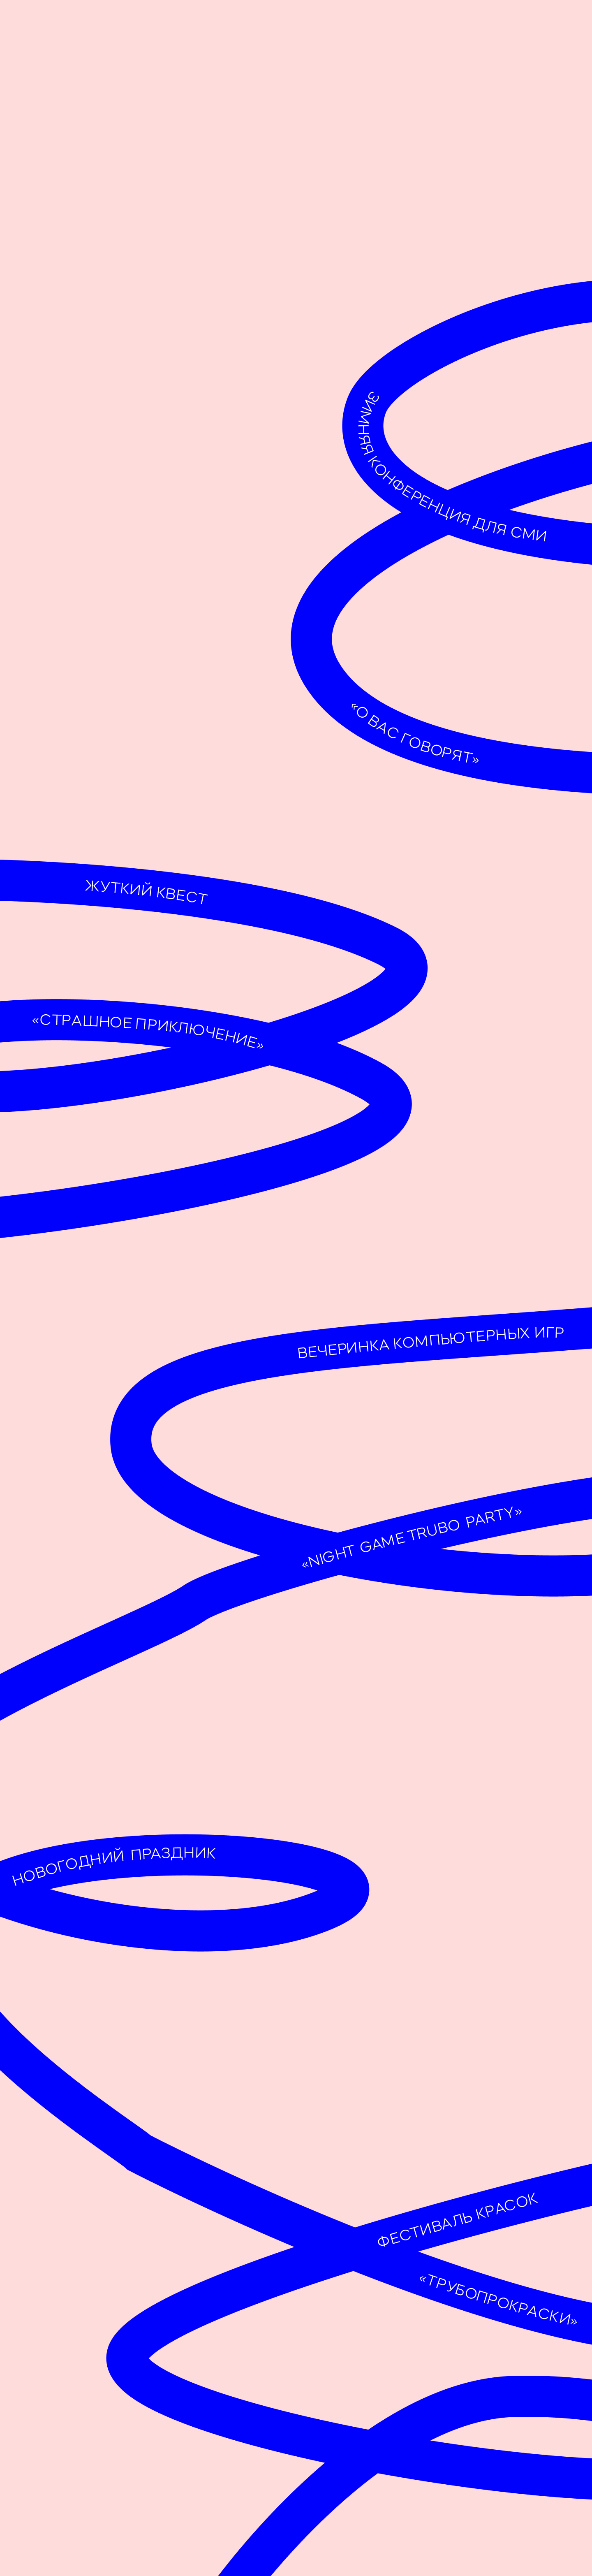 ЗИМНЯЯ КОНФЕРЕНЦИЯ ДЛЯ СМИ
«О ВАС ГОВОРЯТ»
ЖУТКИЙ КВЕСТ
«СТРАШНОЕ ПРИКЛЮЧЕНИЕ»
ВЕЧЕРИНКА КОМПЬЮТЕРНЫХ ИГР
«NIGHT GAME TRUBO PARTY»
НОВОГОДНИЙ ПРАЗДНИК
ФЕСТИВАЛЬ КРАСОК
«ТРУБОПРОКРАСКИ»